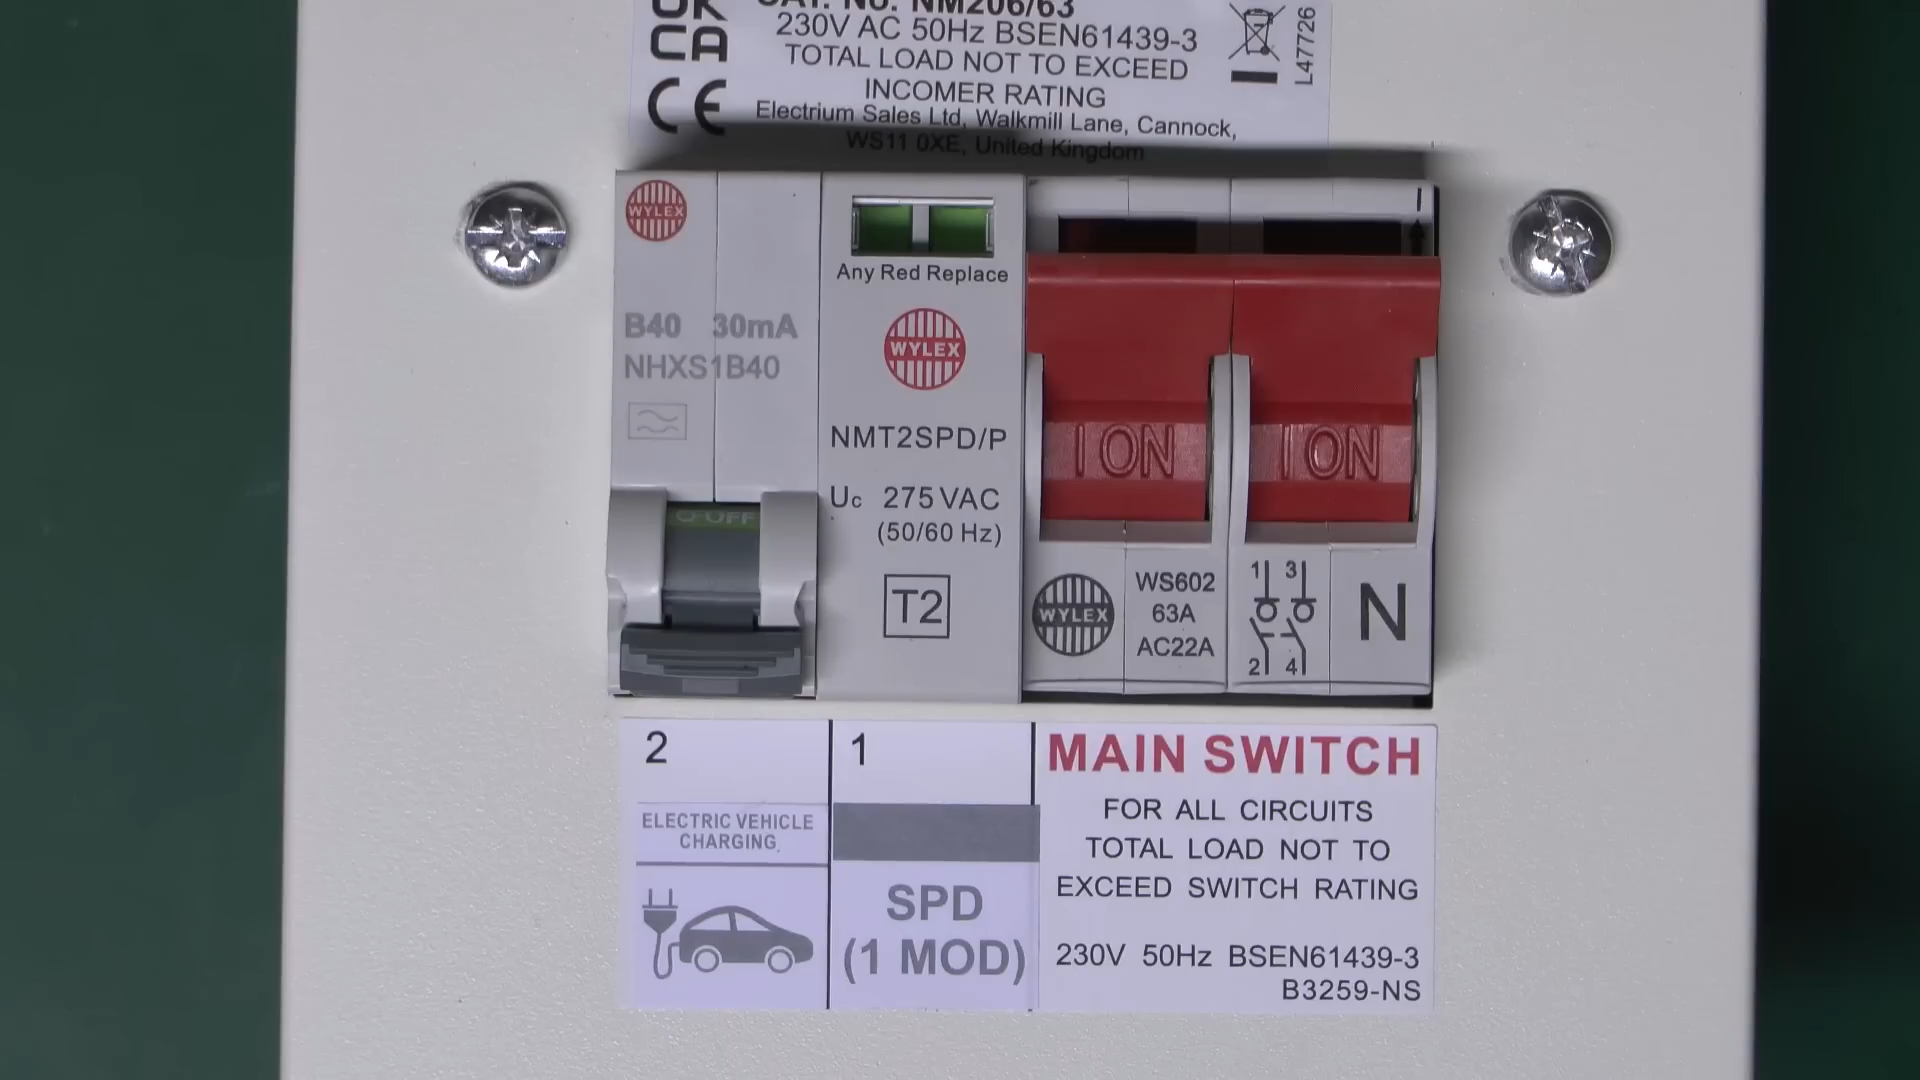 UK
CA
CE
CAT. NO. NM206/63
230V AC 50Hz BSEN61439-3
TOTAL LOAD NOT TO EXCEED
INCOMER RATING
Electrium Sales Ltd, Walkmill Lane, Cannock,
WS11 0XE, United Kingdom
L47726
WYLEX
B40 30mA
NHXS1B40
O OFF
Any Red Replace
WYLEX
NMT2SPD/P
Uc 275 VAC
(50/60 Hz)
T2
I
I ON
I ON
WYLEX
WS602
63A
AC22A
1 3
2 4
N
2
ELECTRIC VEHICLE
CHARGING
1
SPD
(1 MOD)
MAIN SWITCH
FOR ALL CIRCUITS
TOTAL LOAD NOT TO
EXCEED SWITCH RATING
230V 50Hz BSEN61439-3
B3259-NS